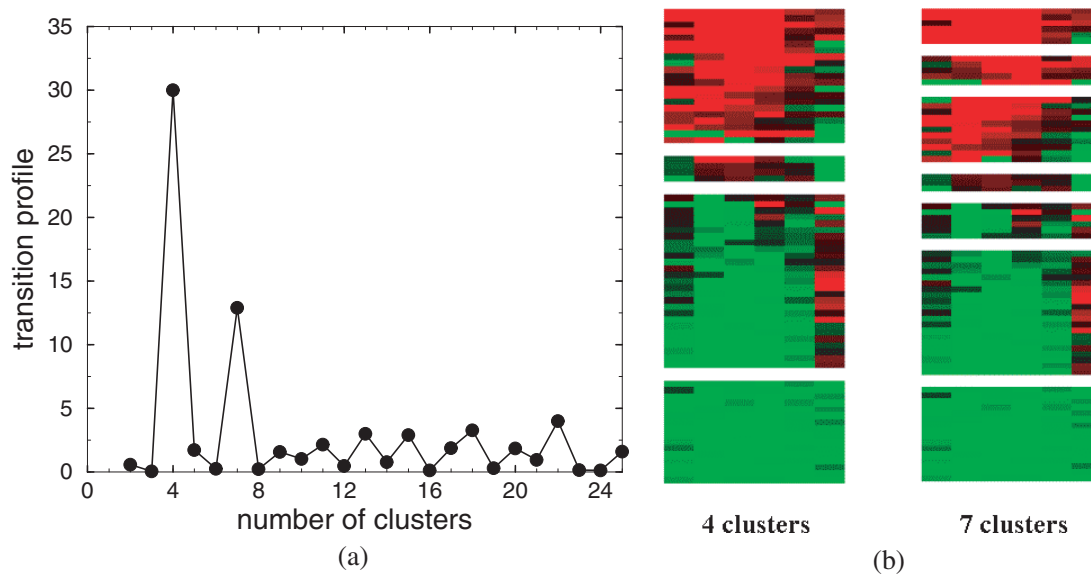 35
30
25
20
15
10
5
0
transition profile
0 4 8 12 16 20 24
number of clusters
(a)
4 clusters 7 clusters
(b)